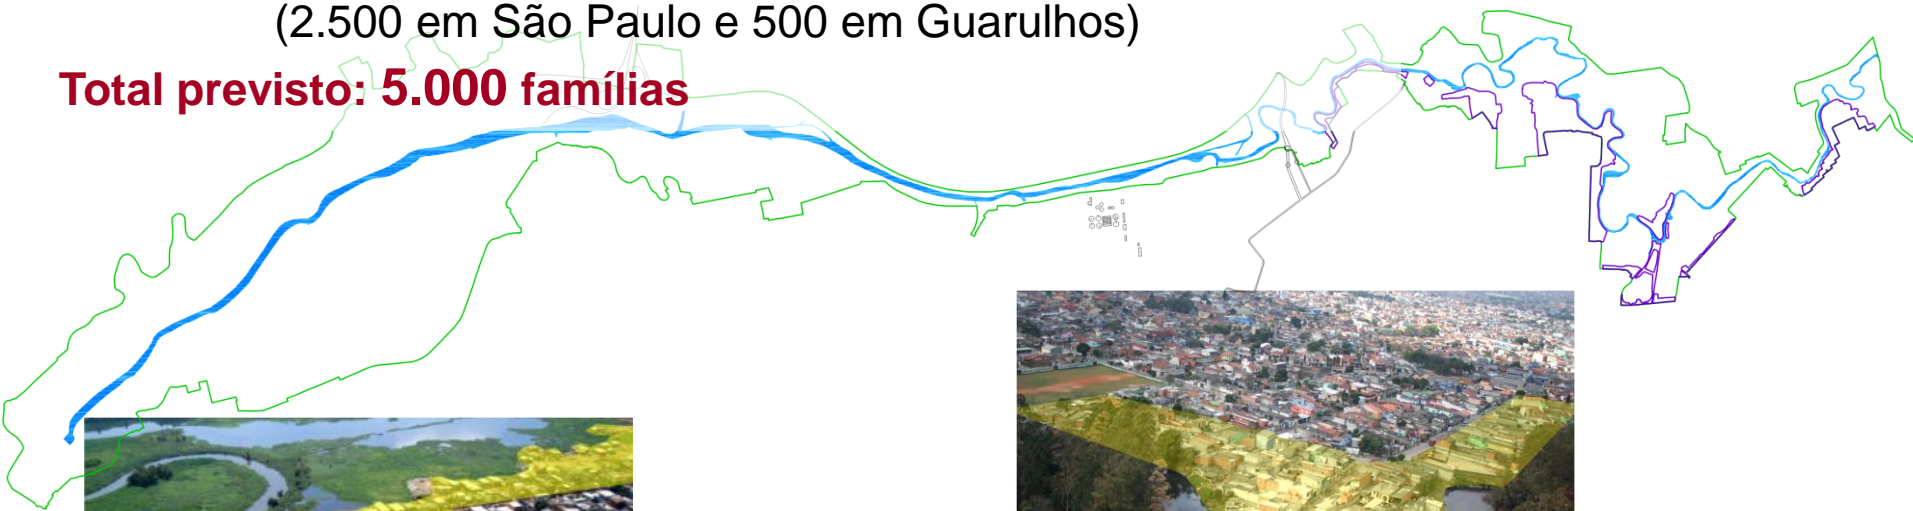 (2.500 em São Paulo e 500 em Guarulhos)
Total previsto: 5.000 famílias